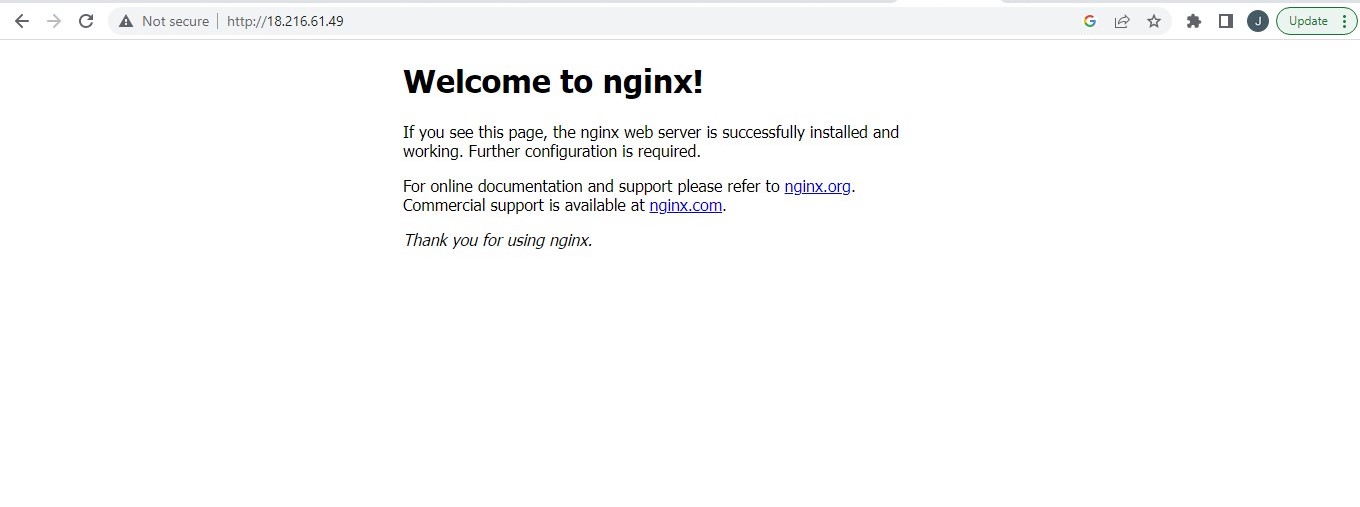 Not secure http://18.216.61.49 J Update
Welcome to nginx!
If you see this page, the nginx web server is successfully installed and
working. Further configuration is required.
For online documentation and support please refer to nginx.org.
Commercial support is available at nginx.com.
Thank you for using nginx.